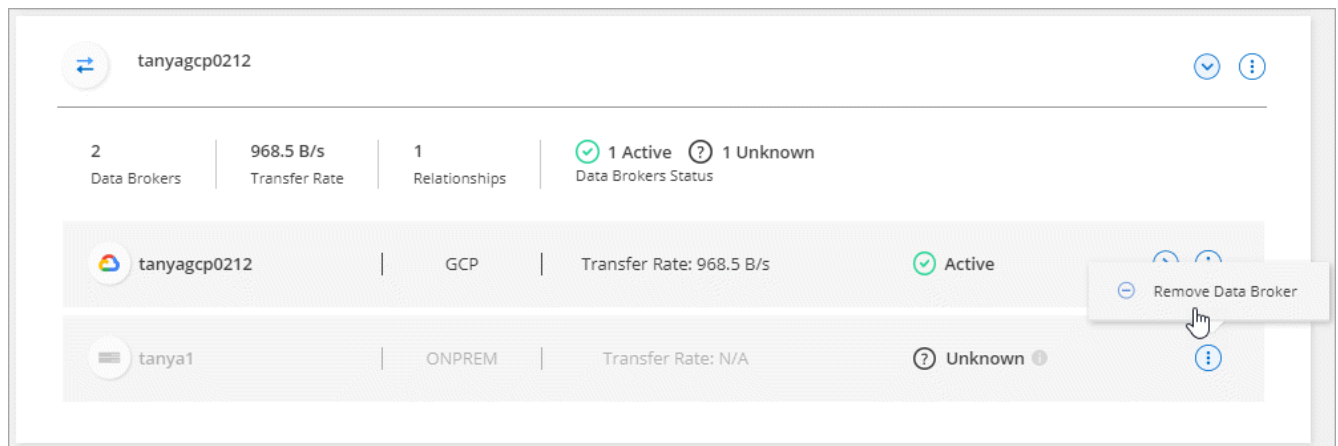 tanyagcp0212
2 968.5 B/s 1 1 Active ? 1 Unknown
Data Brokers Transfer Rate Relationships Data Brokers Status
tanyagcp0212 GCP Transfer Rate: 968.5 B/s Active
Remove Data Broker
tanya1 ONPREM Transfer Rate: N/A ? Unknown